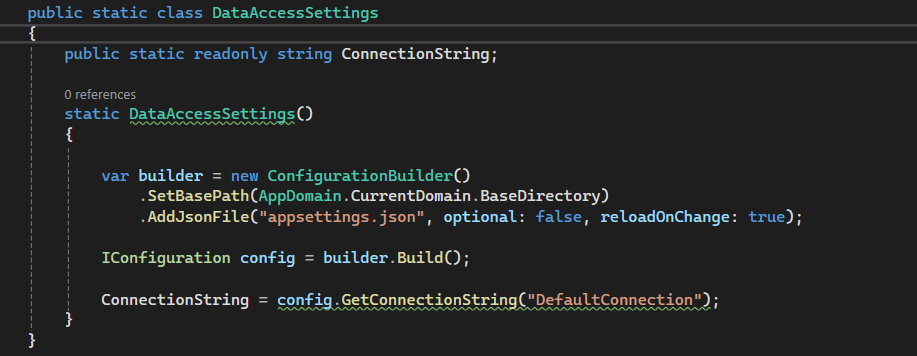 public static class DataAccessSettings
{
public static readonly string ConnectionString;
0 references
static DataAccessSettings()
{
var builder = new ConfigurationBuilder()
.SetBasePath(AppDomain.CurrentDomain.BaseDirectory)
.AddJsonFile("appsettings.json", optional: false, reloadOnChange: true);
IConfiguration config = builder.Build();
ConnectionString = config.GetConnectionString("DefaultConnection");
}
}